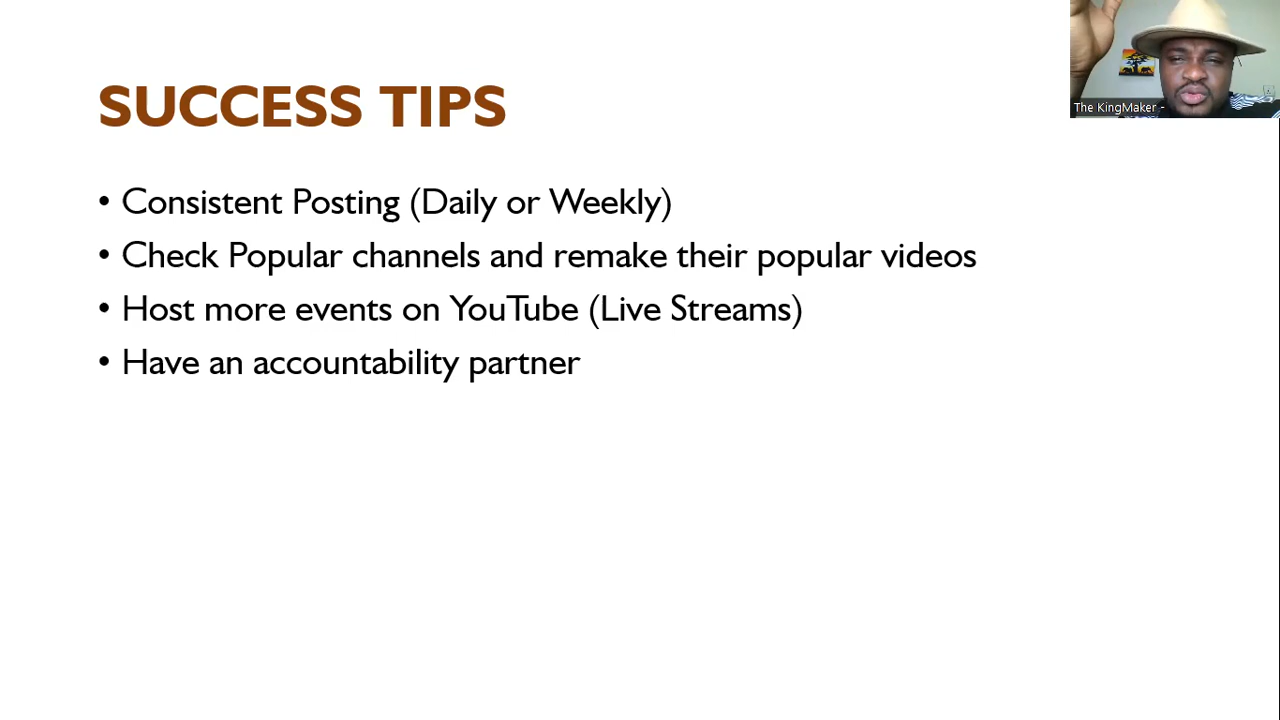 SUCCESS TIPS
• Consistent Posting (Daily or Weekly)
• Check Popular channels and remake their popular videos
• Host more events on YouTube (Live Streams)
• Have an accountability partner
The KingMaker -